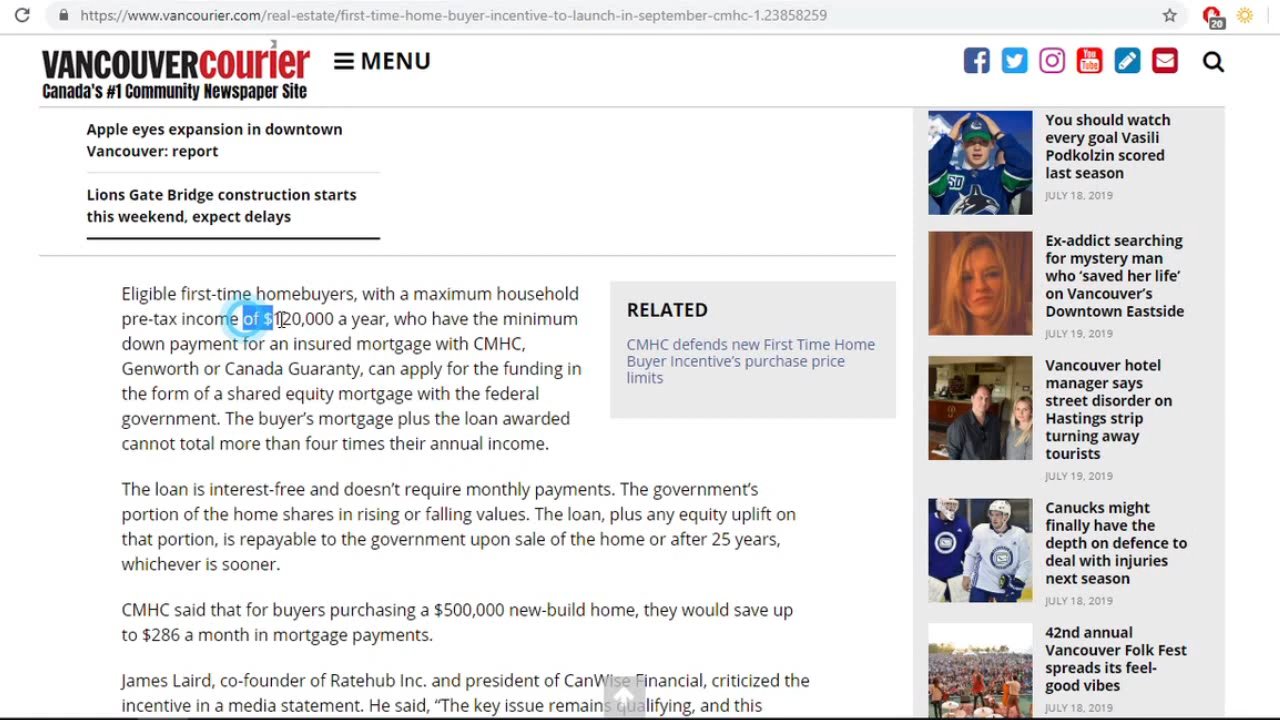 https://www.vancourier.com/real-estate/first-time-home-buyer-incentive-to-launch-in-september-cmhc-1.23858259
20
VANCOUVERcourier
Canada's #1 Community Newspaper Site
MENU
You Tube
Apple eyes expansion in downtown
Vancouver: report
Lions Gate Bridge construction starts
this weekend, expect delays
Eligible first-time homebuyers, with a maximum household
pre-tax income of $120,000 a year, who have the minimum
down payment for an insured mortgage with CMHC,
Genworth or Canada Guaranty, can apply for the funding in
the form of a shared equity mortgage with the federal
government. The buyer’s mortgage plus the loan awarded
cannot total more than four times their annual income.
RELATED
CMHC defends new First Time Home
Buyer Incentive's purchase price
limits
The loan is interest-free and doesn’t require monthly payments. The government’s
portion of the home shares in rising or falling values. The loan, plus any equity uplift on
that portion, is repayable to the government upon sale of the home or after 25 years,
whichever is sooner.
CMHC said that for buyers purchasing a $500,000 new-build home, they would save up
to $286 a month in mortgage payments.
James Laird, co-founder of Ratehub Inc. and president of CanWise Financial, criticized the
incentive in a media statement. He said, “The key issue remains qualifying, and this
You should watch
every goal Vasili
Podkolzin scored
last season
JULY 18, 2019
Ex-addict searching
for mystery man
who ‘saved her life’
on Vancouver’s
Downtown Eastside
JULY 19, 2019
Vancouver hotel
manager says
street disorder on
Hastings strip
turning away
tourists
JULY 19, 2019
Canucks might
finally have the
depth on defence to
deal with injuries
next season
JULY 18, 2019
42nd annual
Vancouver Folk Fest
spreads its feel-
good vibes
JULY 18, 2019
50